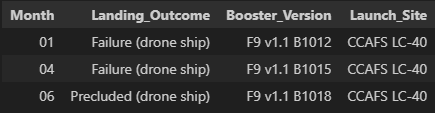 Month Landing_Outcome Booster_Version Launch_Site
01 Failure (drone ship) F9 v1.1 B1012 CCAFS LC-40
04 Failure (drone ship) F9 v1.1 B1015 CCAFS LC-40
06 Precluded (drone ship) F9 v1.1 B1018 CCAFS LC-40